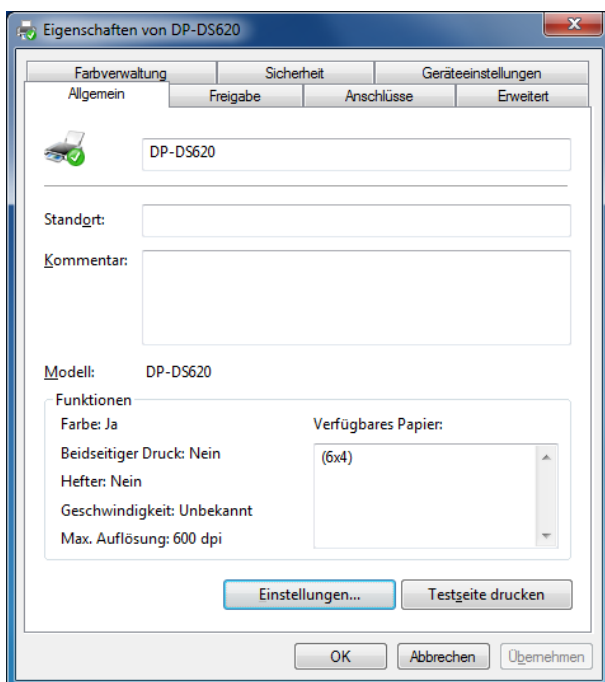 Eigenschaften von DP-DS620
Farbverwaltung Sicherheit Geräteeinstellungen
Allgemein Freigabe Anschlüsse Erweitert
DP-DS620
Standort:
Kommentar:
Modell: DP-DS620
Funktionen
Farbe: Ja Verfügbares Papier:
Beidseitiger Druck: Nein (6x4)
Hefter: Nein
Geschwindigkeit: Unbekannt
Max. Auflösung: 600 dpi
Einstellungen... Testseite drucken
OK Abbrechen Übernehmen